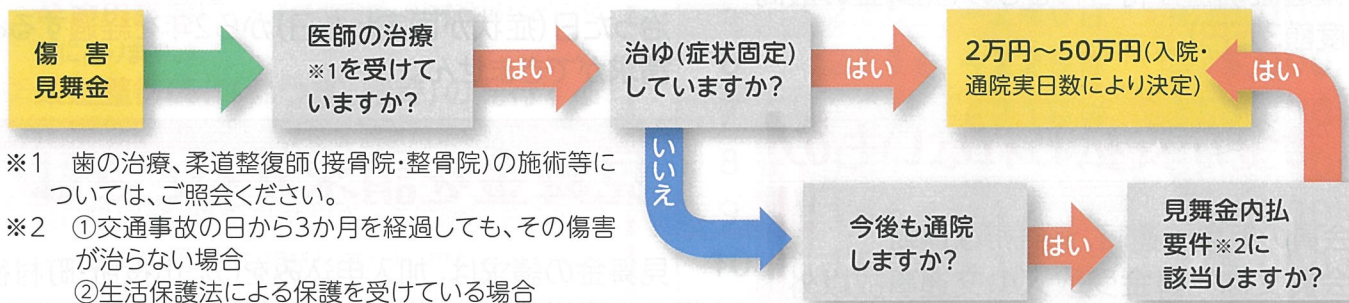 傷　害
見舞金
医師の治療
※1を受けて
いますか?
はい
治ゆ(症状固定)
していますか?
はい
2万円～50万円(入院・
通院実日数により決定)
はい
いいえ
今後も通院
しますか?
はい
見舞金内払
要件※2に
該当しますか?
※1　歯の治療、柔道整復師(接骨院・整骨院)の施術等に
ついては、ご照会ください。
※2　①交通事故の日から3か月を経過しても、その傷害
が治らない場合
②生活保護法による保護を受けている場合